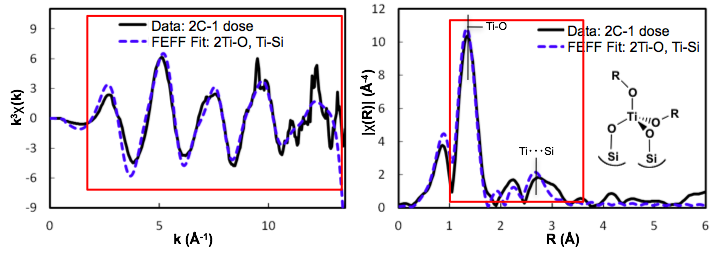 Data: 2C-1 dose
FEFF Fit: 2Ti-O, Ti-Si
9
6
3
0
-3
-6
-9
0
5
10
k³χ(k)
k (Å⁻¹)
Data: 2C-1 dose
FEFF Fit: 2Ti-O, Ti-Si
Ti-O
Ti···Si
12
10
8
6
4
2
0
0
1
2
3
4
5
6
|χ(R)| (Å⁻⁴)
R (Å)
R
O
R
Ti
O
O
O
Si
Si